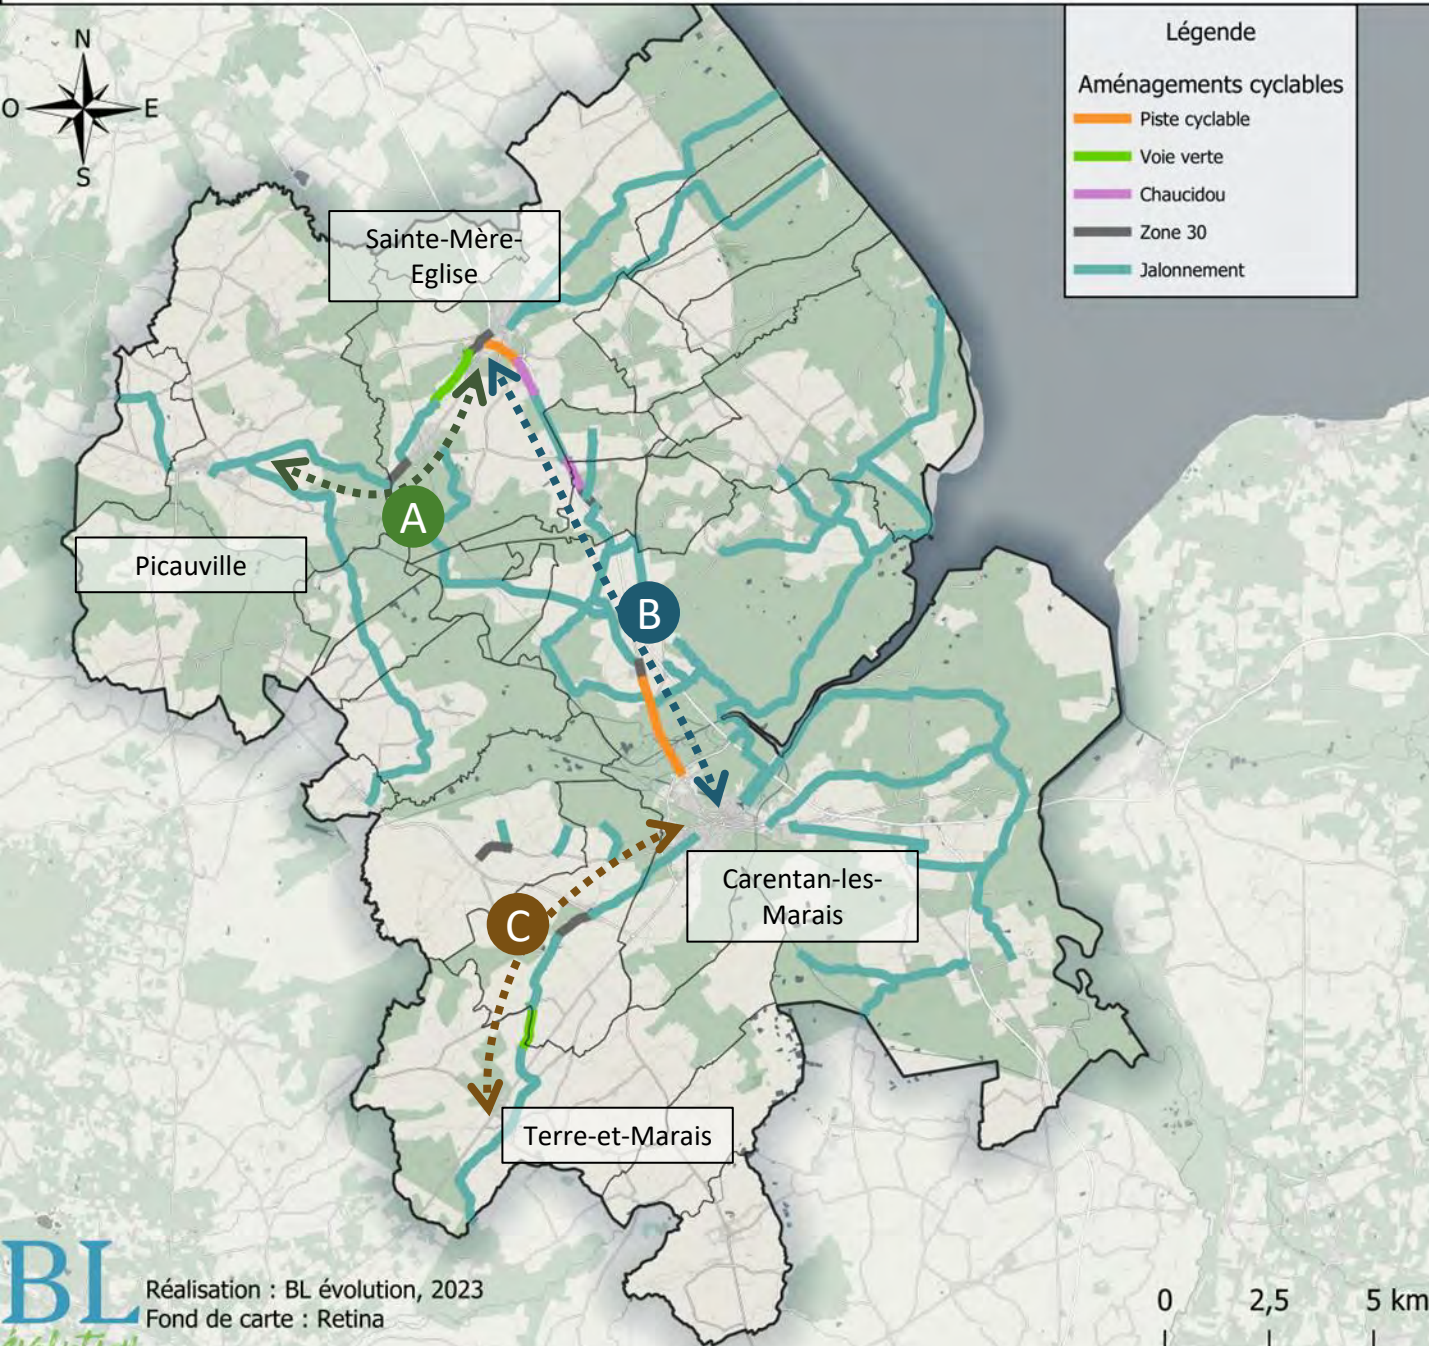 N
O
E
S
Légende
Aménagements cyclables
Piste cyclable
Voie verte
Chaucidou
Zone 30
Jalonnement
Sainte-Mère-
Eglise
A
Picauville
B
Carentan-les-
Marais
C
Terre-et-Marais
BL
évolution
Réalisation : BL évolution, 2023
Fond de carte : Retina
0 2,5 5 km